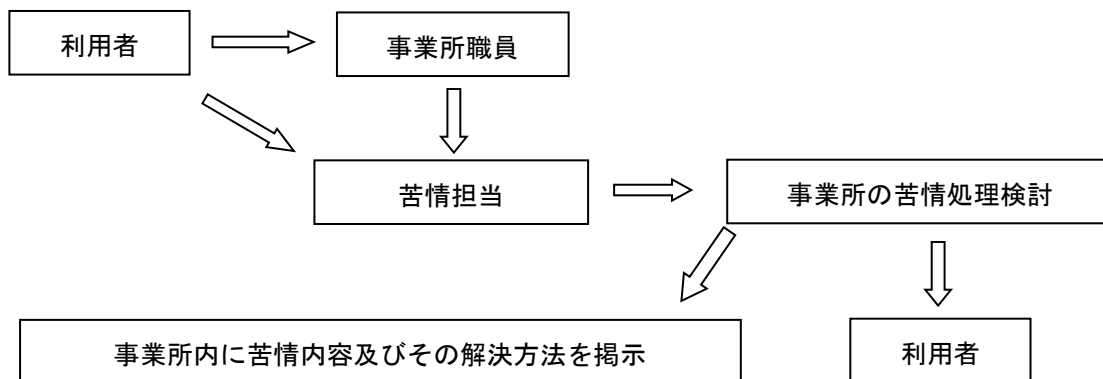 利用者
事業所職員
苦情担当
事業所の苦情処理検討
事業所内に苦情内容及びその解決方法を掲示
利用者